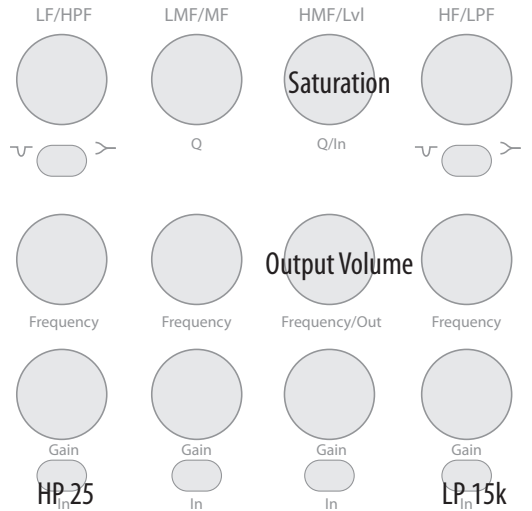 LF/HPF LMF/MF HMF/Lvl HF/LPF
Saturation
Q Q/In
Output Volume
Frequency Frequency Frequency/Out Frequency
Gain Gain Gain Gain
HP 25 LP 15k
In In In In